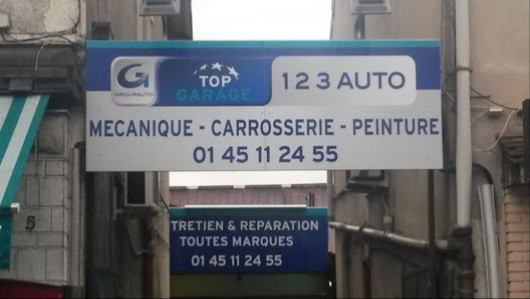 G
GROUPAUTO
TOP
GARAGE
1 2 3 AUTO
MECANIQUE - CARROSSERIE - PEINTURE
01 45 11 24 55
TRETIEN & REPARATION
TOUTES MARQUES
01 45 11 24 55
5